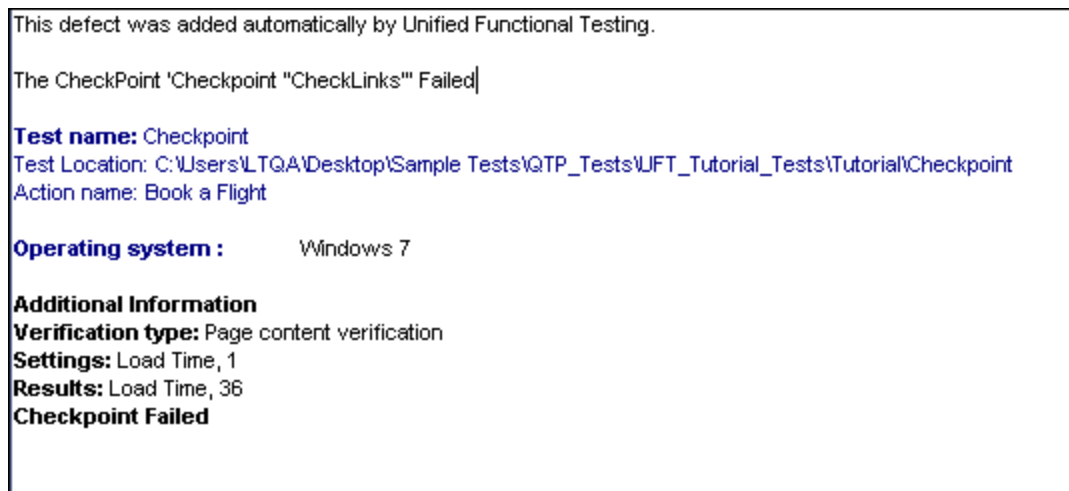 This defect was added automatically by Unified Functional Testing.
The CheckPoint 'Checkpoint "CheckLinks"' Failed
Test name: Checkpoint
Test Location: C:\Users\LTQA\Desktop\Sample Tests\QTP_Tests\UFT_Tutorial_Tests\Tutorial\Checkpoint
Action name: Book a Flight
Operating system : Windows 7
Additional Information
Verification type: Page content verification
Settings: Load Time, 1
Results: Load Time, 36
Checkpoint Failed